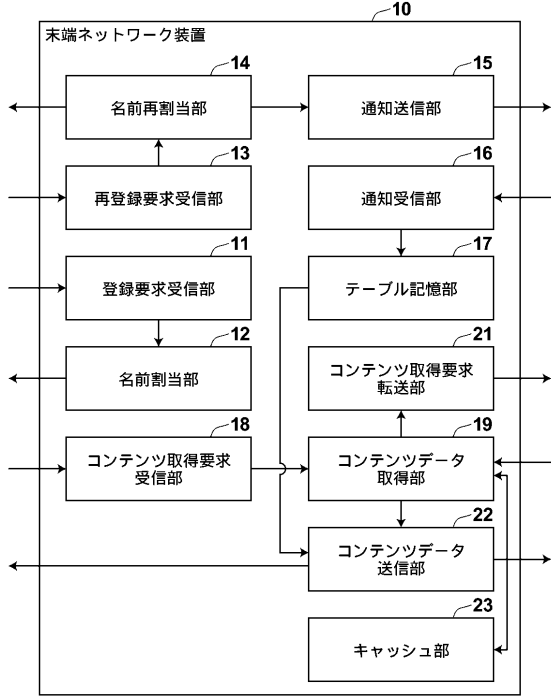 10
末端ネットワーク装置
14
名前再割当部
15
通知送信部
13
再登録要求受信部
16
通知受信部
11
登録要求受信部
17
テーブル記憶部
12
名前割当部
21
コンテンツ取得要求
転送部
18
コンテンツ取得要求
受信部
19
コンテンツデータ
取得部
22
コンテンツデータ
送信部
23
キャッシュ部